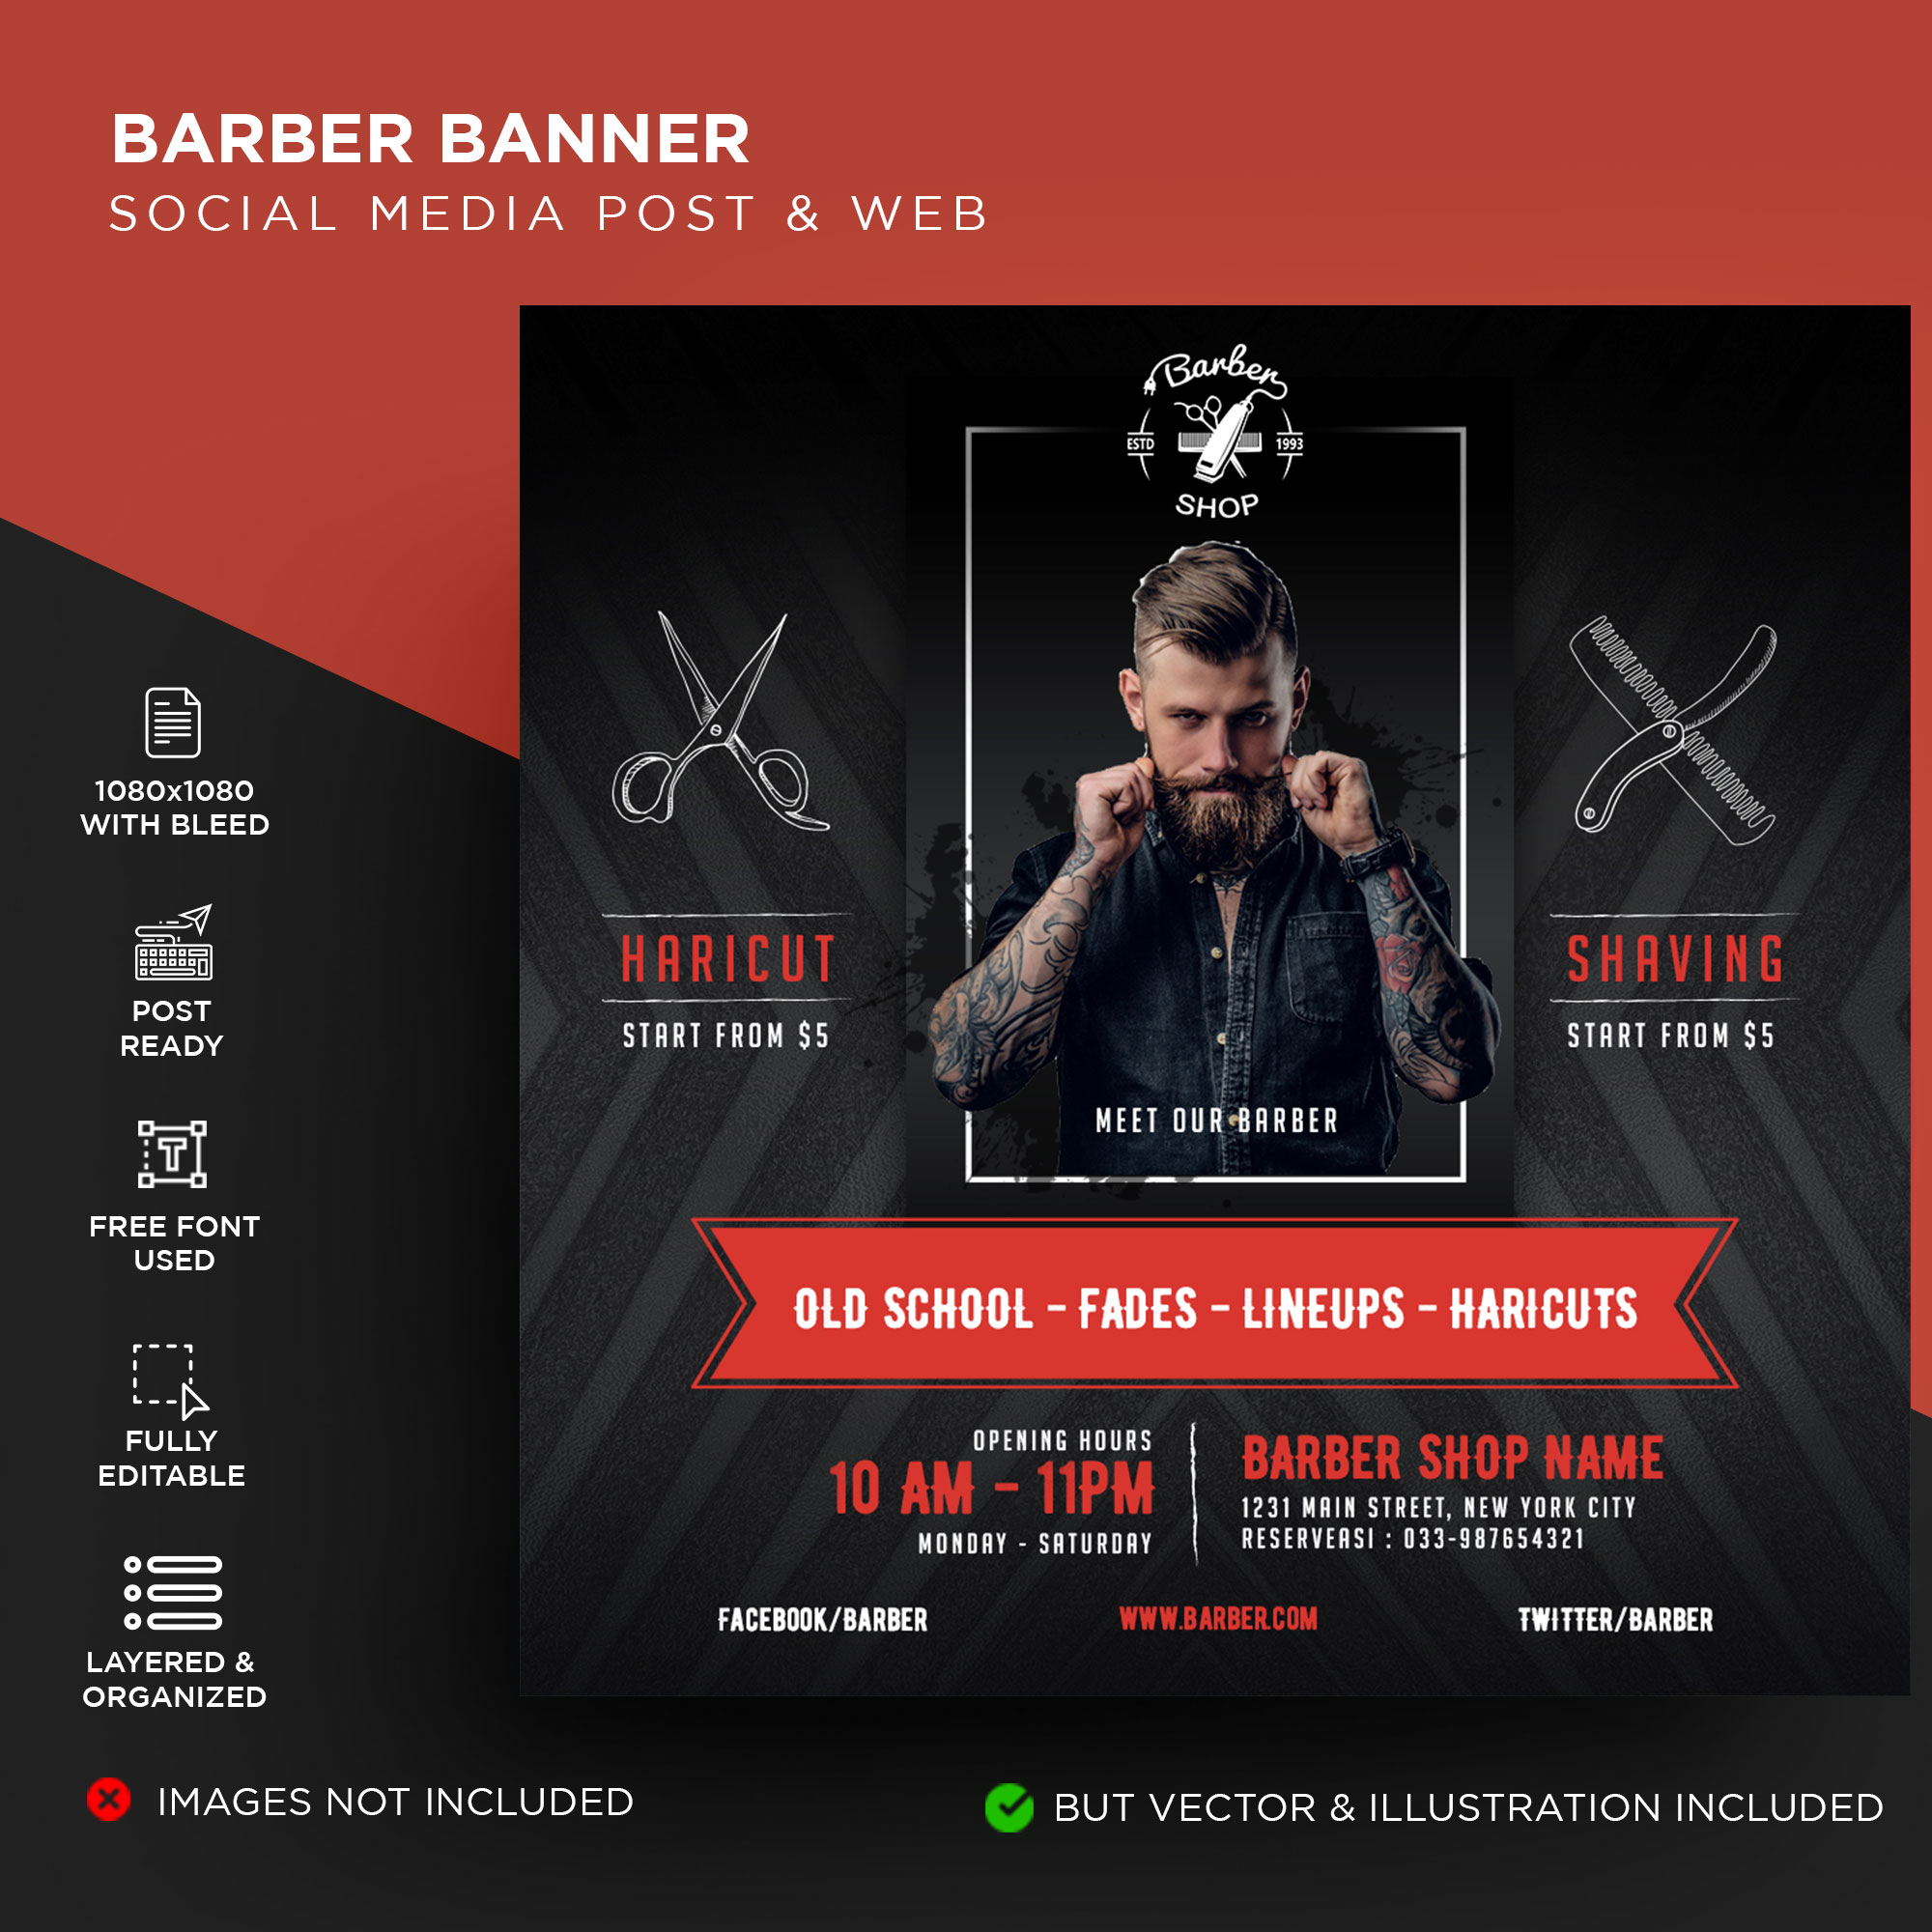 BARBER BANNER
SOCIAL MEDIA POST & WEB
1080x1080
WITH BLEED
POST
READY
T
FREE FONT
USED
FULLY
EDITABLE
LAYERED &
ORGANIZED
Barber
ESTD 1993
SHOP
HARICUT
START FROM $5
MEET OUR BARBER
SHAVING
START FROM $5
OLD SCHOOL - FADES - LINEUPS - HARICUTS
OPENING HOURS
10 AM - 11PM
MONDAY - SATURDAY
BARBER SHOP NAME
1231 MAIN STREET, NEW YORK CITY
RESERVEASI : 033-987654321
FACEBOOK/BARBER
WWW.BARBER.COM
TWITTER/BARBER
IMAGES NOT INCLUDED
BUT VECTOR & ILLUSTRATION INCLUDED